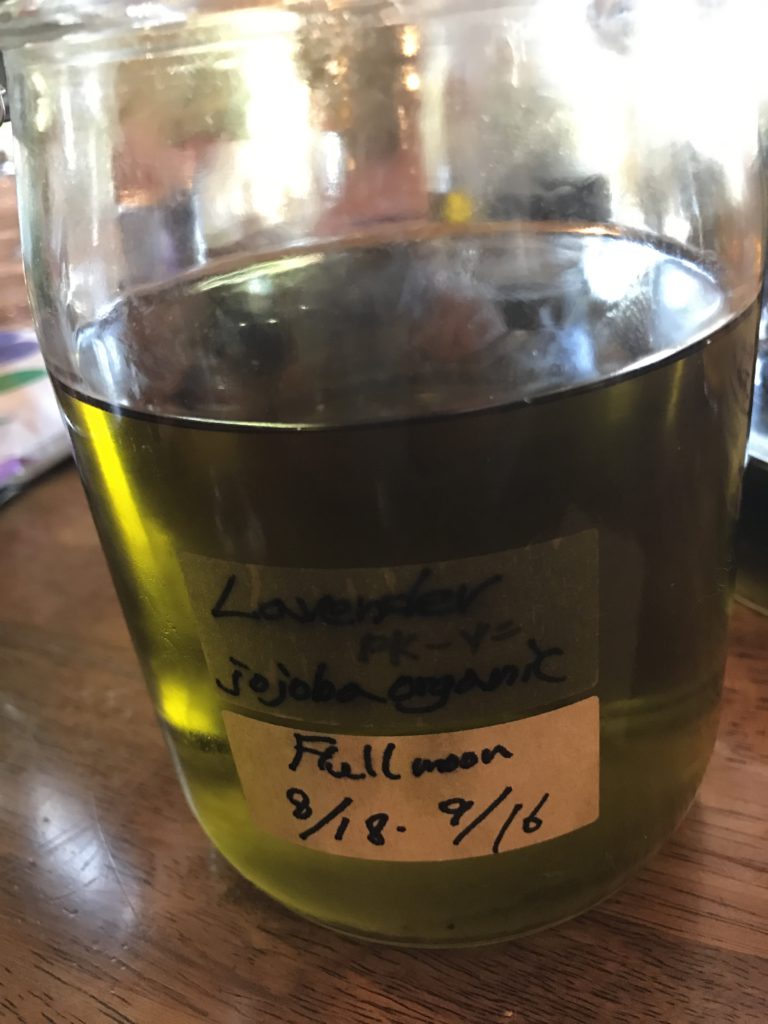 Lavender
jojoba organic
Full moon
8/18. 9/16